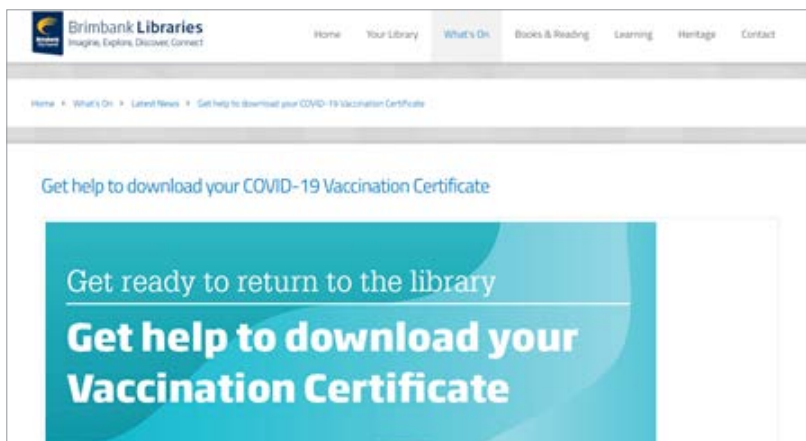 Brimbank Libraries
Imagine, Explore, Discover, Connect
Home Your Library What's On Books & Reading Learning Heritage Contact
Home What's On Latest News Get help to download your COVID-19 Vaccination Certificate
Get help to download your COVID-19 Vaccination Certificate
Get ready to return to the library
Get help to download your
Vaccination Certificate